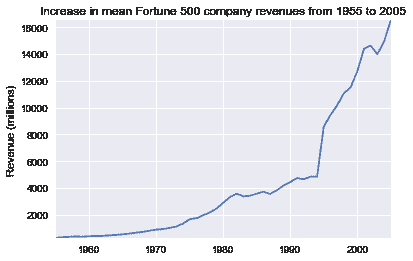 Increase in mean Fortune 500 company revenues from 1955 to 2005
Revenue (millions)
16000
14000
12000
10000
8000
6000
4000
2000
1960 1970 1980 1990 2000